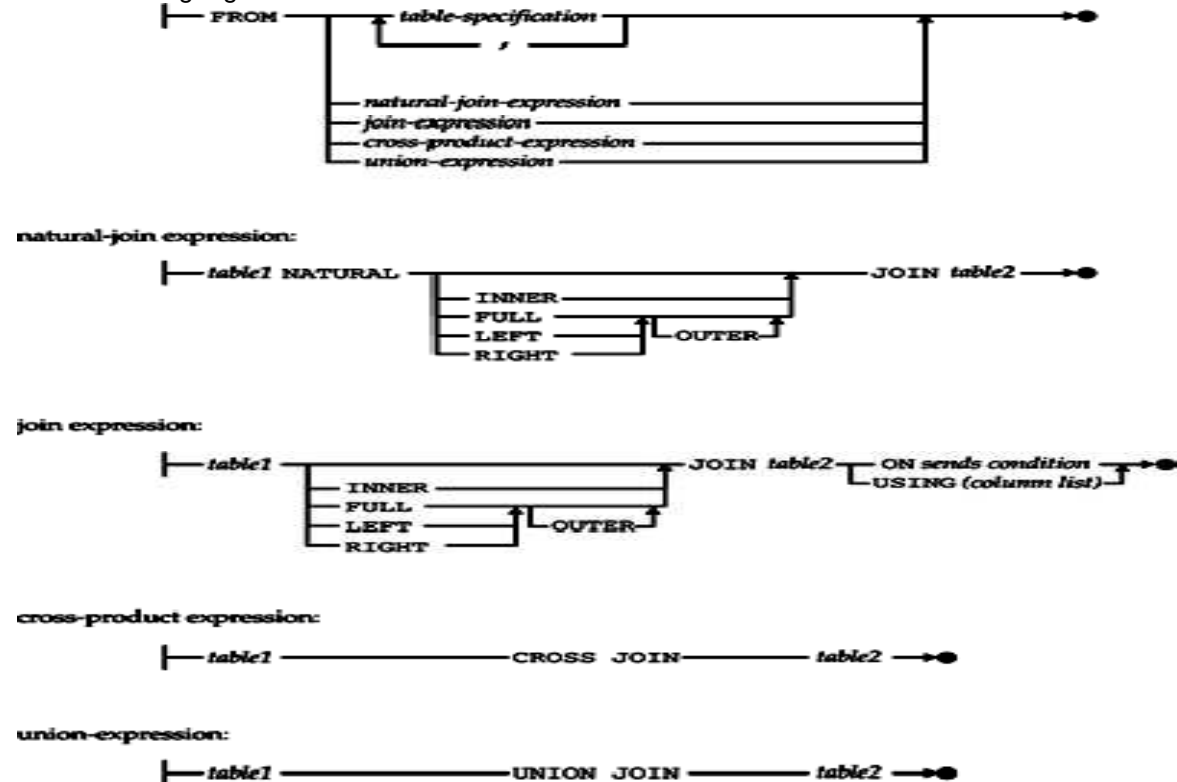 FROM table-specification
,
natural-join-expression
join-expression
cross-product-expression
union-expression
natural-join expression:
table1 NATURAL JOIN table2
INNER
FULL
LEFT OUTER
RIGHT
join expression:
table1 JOIN table2 ON sends condition
USING (column list)
INNER
FULL
LEFT OUTER
RIGHT
cross-product expression:
table1 CROSS JOIN table2
union-expression:
table1 UNION JOIN table2